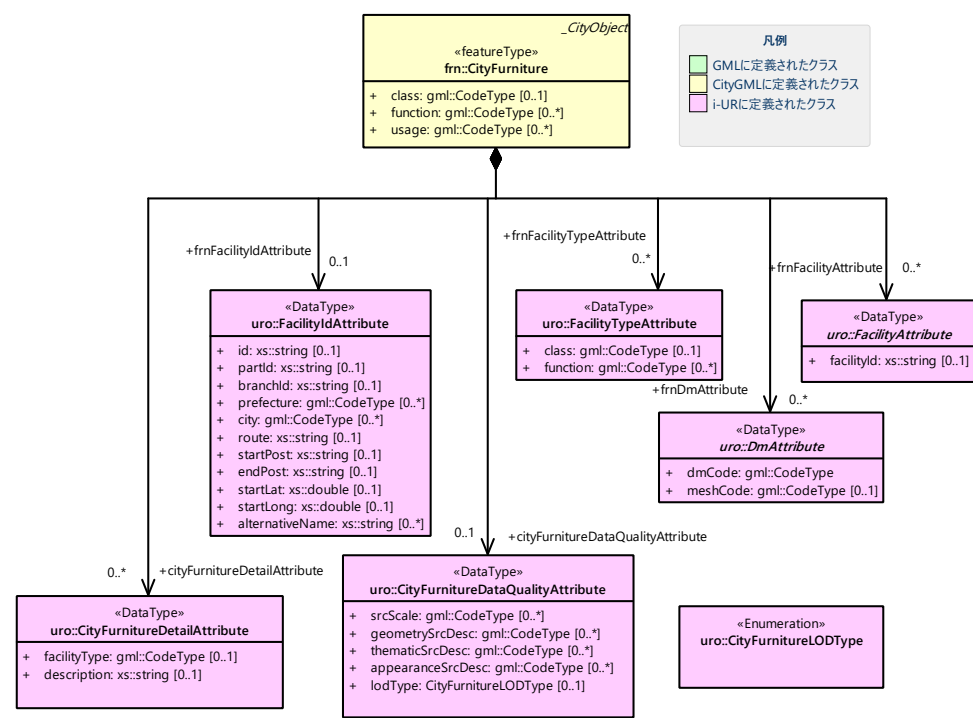 _CityObject
«featureType»
frn::CityFurniture
+ class: gml::CodeType [0..1]
+ function: gml::CodeType [0..*]
+ usage: gml::CodeType [0..*]
凡例
GMLに定義されたクラス
CityGMLに定義されたクラス
i-URに定義されたクラス
+frnFacilityIdAttribute
0..1
+frnFacilityTypeAttribute
0..*
+frnFacilityAttribute
0..*
«DataType»
uro::FacilityIdAttribute
+ id: xs::string [0..1]
+ partId: xs::string [0..1]
+ branchId: xs::string [0..1]
+ prefecture: gml::CodeType [0..*]
+ city: gml::CodeType [0..*]
+ route: xs::string [0..1]
+ startPost: xs::string [0..1]
+ endPost: xs::string [0..1]
+ startLat: xs::double [0..1]
+ startLong: xs::double [0..1]
+ alternativeName: xs::string [0..*]
«DataType»
uro::FacilityTypeAttribute
+ class: gml::CodeType [0..1]
+ function: gml::CodeType [0..*]
«DataType»
uro::FacilityAttribute
+ facilityId: xs::string [0..1]
+frnDmAttribute
0..*
«DataType»
uro::DmAttribute
+ dmCode: gml::CodeType
+ meshCode: gml::CodeType [0..1]
0..*
+cityFurnitureDetailAttribute
0..1
+cityFurnitureDataQualityAttribute
«DataType»
uro::CityFurnitureDetailAttribute
+ facilityType: gml::CodeType [0..1]
+ description: xs::string [0..1]
«DataType»
uro::CityFurnitureDataQualityAttribute
+ srcScale: gml::CodeType [0..*]
+ geometrySrcDesc: gml::CodeType [0..*]
+ thematicSrcDesc: gml::CodeType [0..*]
+ appearanceSrcDesc: gml::CodeType [0..*]
+ lodType: CityFurnitureLODType [0..1]
«Enumeration»
uro::CityFurnitureLODType